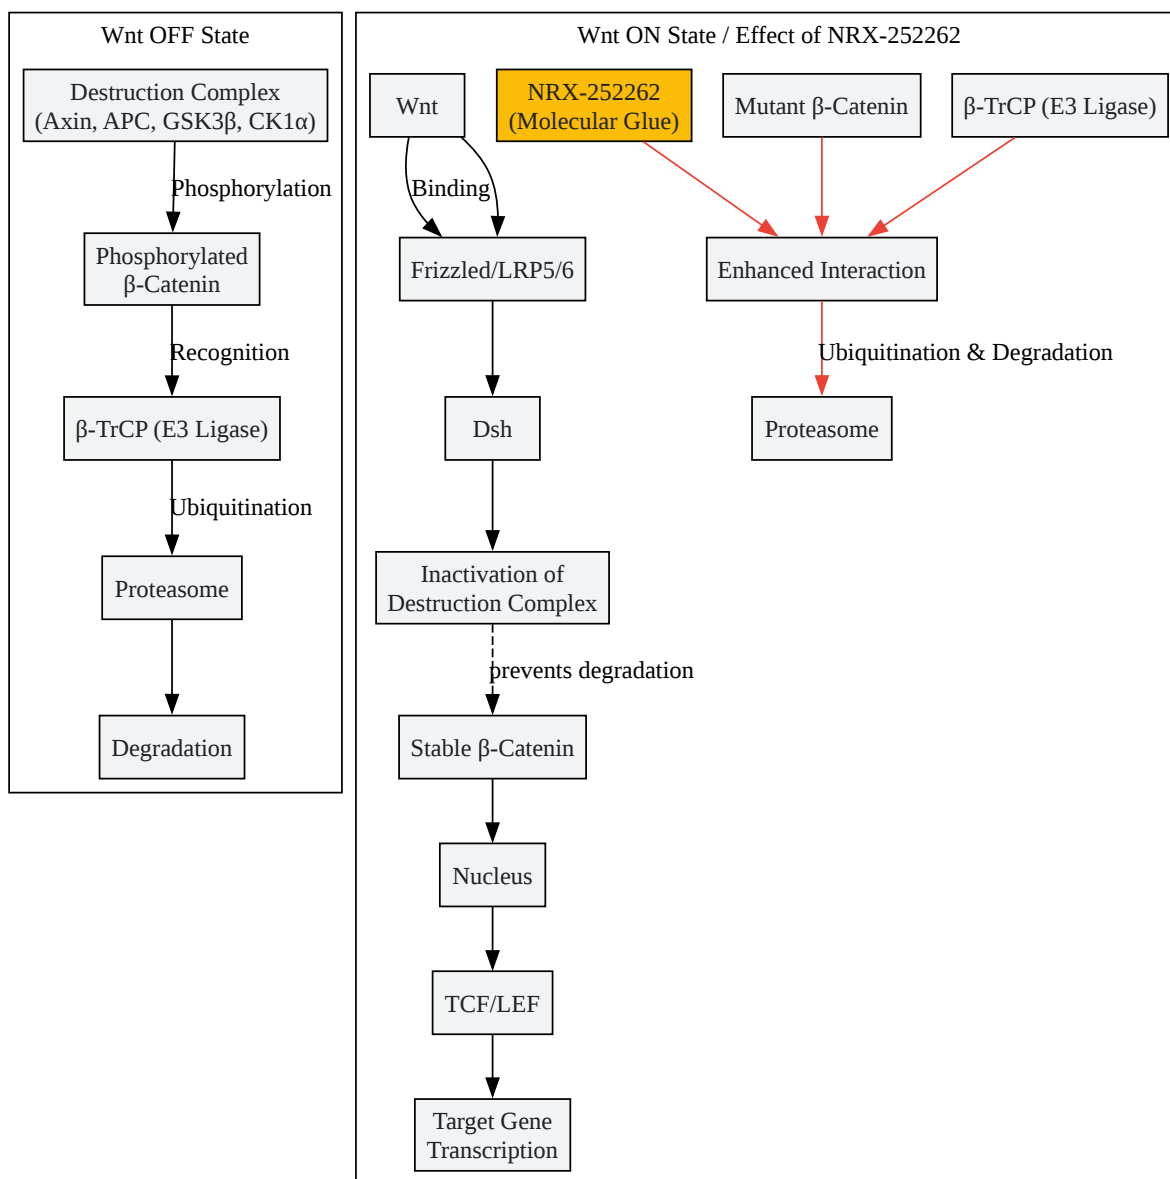 Wnt OFF State
Destruction Complex
(Axin, APC, GSK3β, CK1α)
Phosphorylation
Phosphorylated
β-Catenin
Recognition
β-TrCP (E3 Ligase)
Ubiquitination
Proteasome
Degradation
Wnt ON State / Effect of NRX-252262
Wnt
Binding
Frizzled/LRP5/6
Dsh
Inactivation of
Destruction Complex
prevents degradation
Stable β-Catenin
Nucleus
TCF/LEF
Target Gene
Transcription
NRX-252262
(Molecular Glue)
Mutant β-Catenin
β-TrCP (E3 Ligase)
Enhanced Interaction
Ubiquitination & Degradation
Proteasome